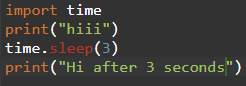 import time
print("hiii")
time.sleep(3)
print("Hi after 3 seconds")